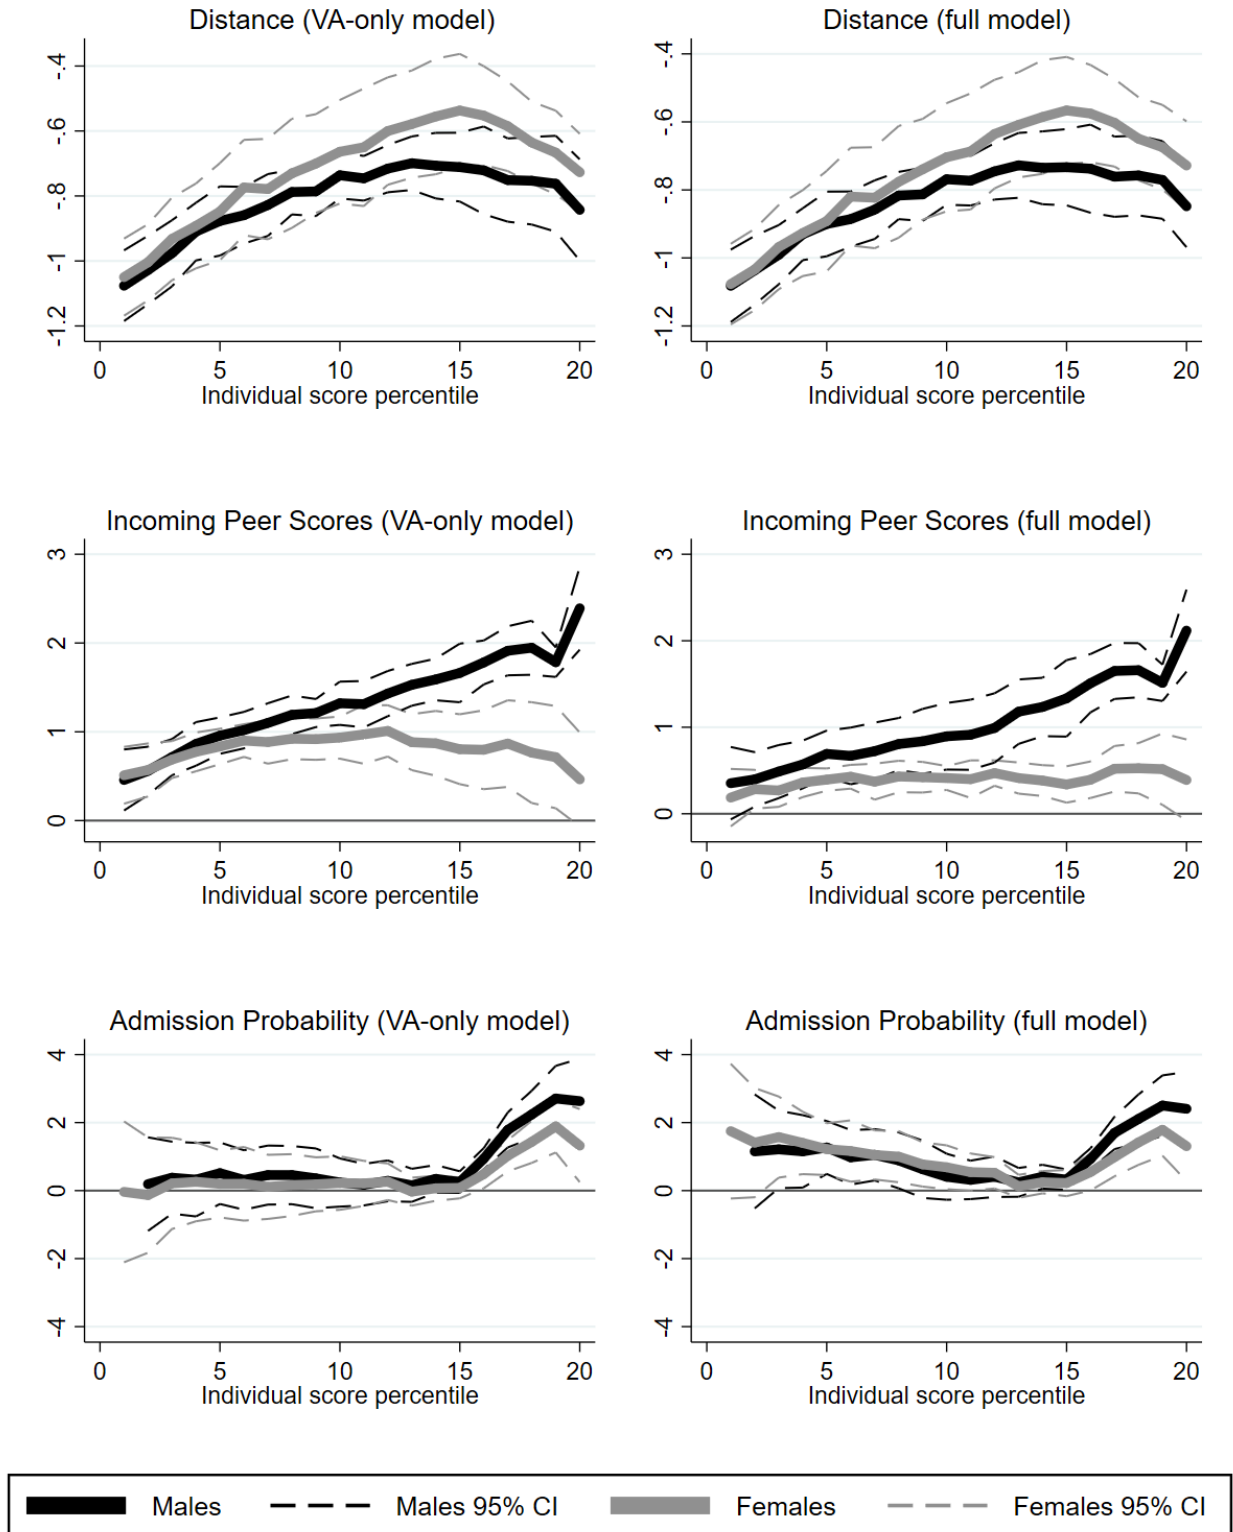 Distance (VA-only model)
Distance (full model)
-.4
-.6
-.8
-1
-1.2
0 5 10 15 20
Individual score percentile
-.4
-.6
-.8
-1
-1.2
0 5 10 15 20
Individual score percentile
Incoming Peer Scores (VA-only model)
Incoming Peer Scores (full model)
3
2
1
0
0 5 10 15 20
Individual score percentile
3
2
1
0
0 5 10 15 20
Individual score percentile
Admission Probability (VA-only model)
Admission Probability (full model)
4
2
0
-2
-4
0 5 10 15 20
Individual score percentile
4
2
0
-2
-4
0 5 10 15 20
Individual score percentile
Males Males 95% CI Females Females 95% CI